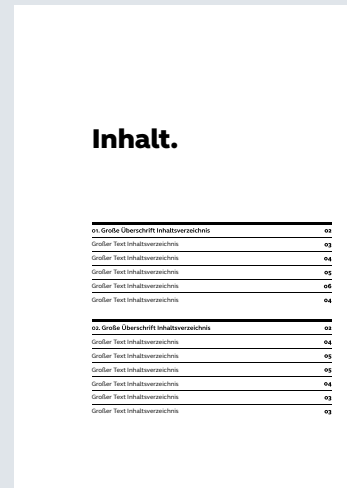 Inhalt.
01. Große Überschrift Inhaltsverzeichnis 02
Großer Text Inhaltsverzeichnis 03
Großer Text Inhaltsverzeichnis 04
Großer Text Inhaltsverzeichnis 05
Großer Text Inhaltsverzeichnis 06
Großer Text Inhaltsverzeichnis 04
02. Große Überschrift Inhaltsverzeichnis 02
Großer Text Inhaltsverzeichnis 04
Großer Text Inhaltsverzeichnis 05
Großer Text Inhaltsverzeichnis 05
Großer Text Inhaltsverzeichnis 04
Großer Text Inhaltsverzeichnis 03
Großer Text Inhaltsverzeichnis 03